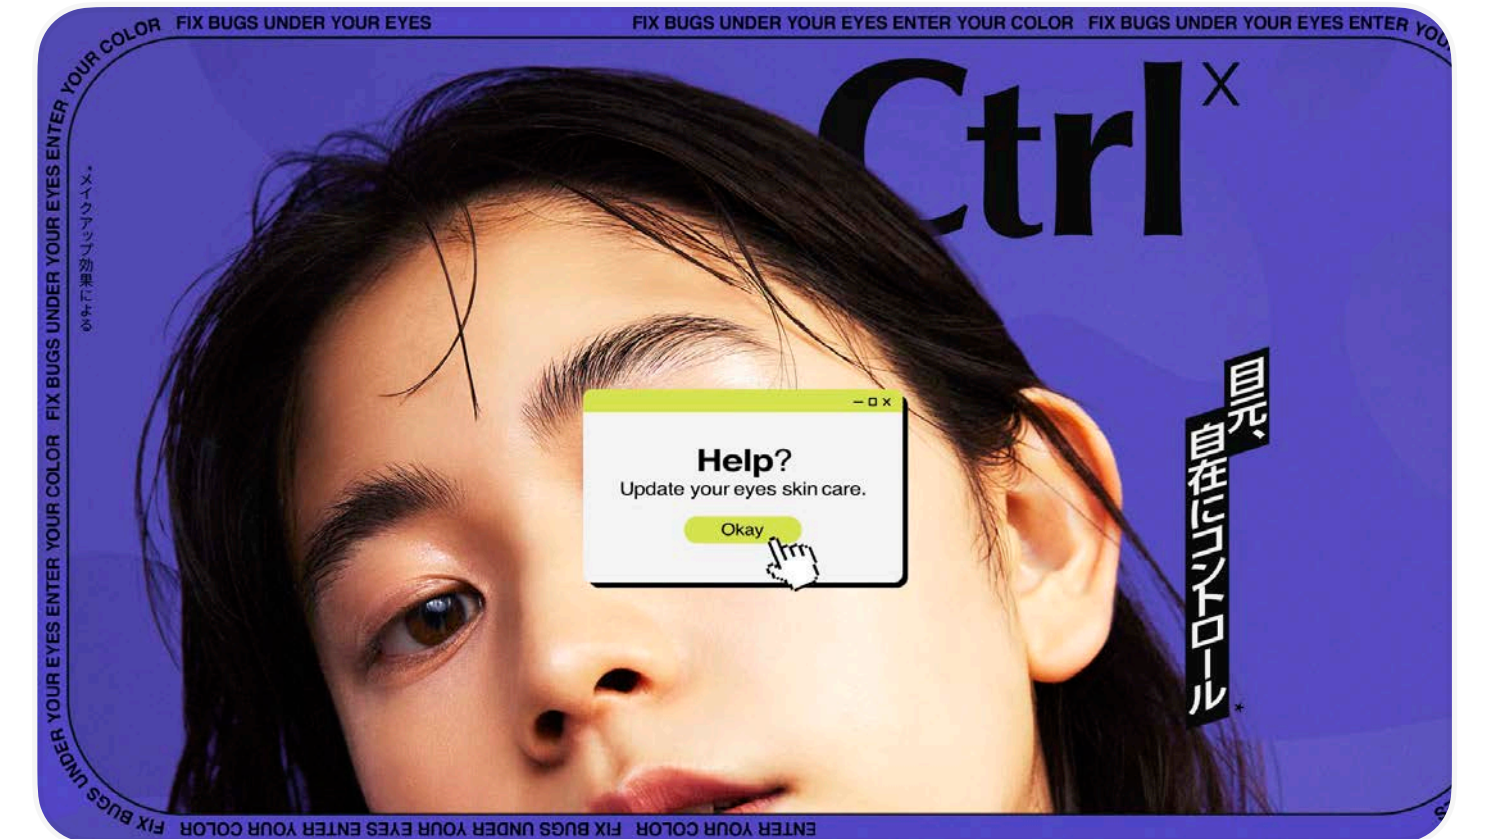 FIX BUGS UNDER YOUR EYES
FIX BUGS UNDER YOUR EYES ENTER YOUR COLOR FIX BUGS UNDER YOUR EYES ENTER YOU
FIX BUGS UNDER YOUR EYES ENTER YOUR COLOR FIX BUGS UNDER YOUR EYES ENTER YOUR COLOR
Ctrl X
*メイクアップ効果による
目元、
自在にコントロール*
Help?
Update your eyes skin care.
Okay
ENTER YOUR COLOR FIX BUGS UNDER YOUR EYES ENTER YOUR COLOR